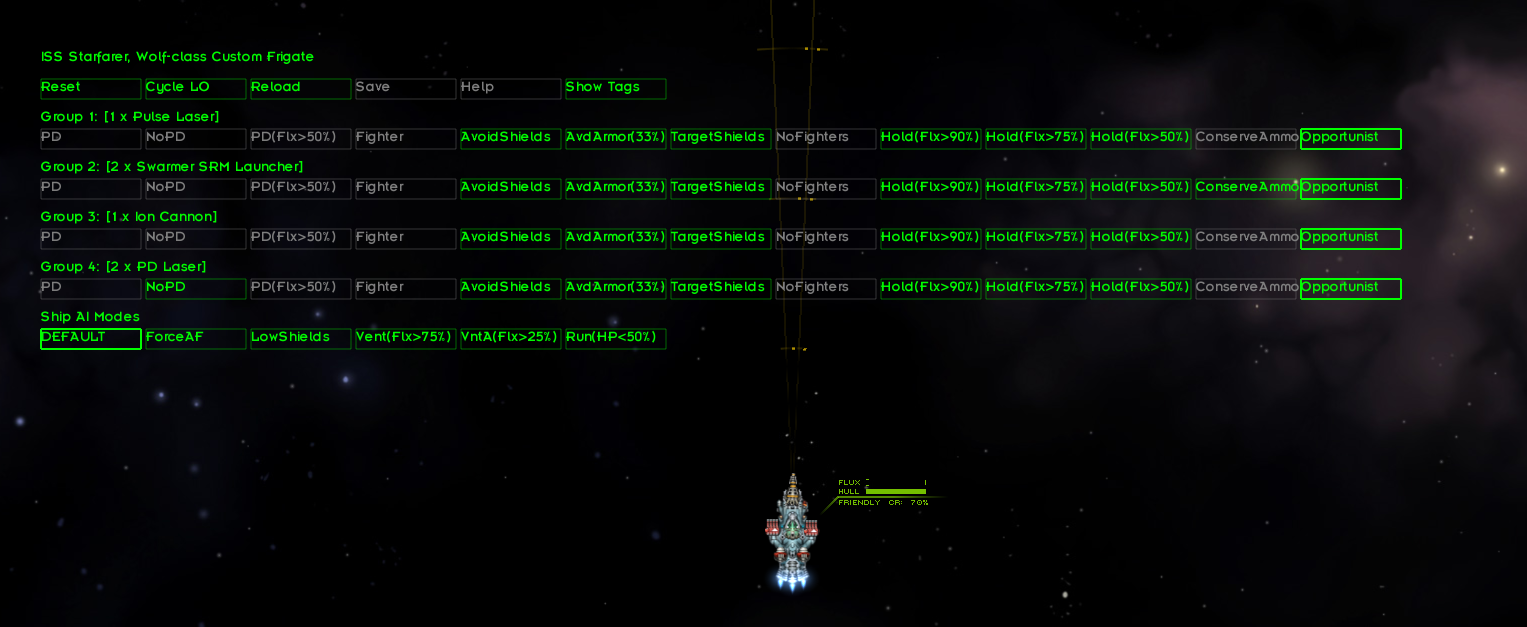 ISS Starfarer, Wolf-class Custom Frigate
Reset Cycle LO Reload Save Help Show Tags
Group 1: [1 x Pulse Laser]
PD NoPD PD(Flx>50%) Fighter AvoidShields AvdArmor(33%) TargetShields NoFighters Hold(Flx>90%) Hold(Flx>75%) Hold(Flx>50%) ConserveAmmo Opportunist
Group 2: [2 x Swarmer SRM Launcher]
PD NoPD PD(Flx>50%) Fighter AvoidShields AvdArmor(33%) TargetShields NoFighters Hold(Flx>90%) Hold(Flx>75%) Hold(Flx>50%) ConserveAmmo Opportunist
Group 3: [1 x Ion Cannon]
PD NoPD PD(Flx>50%) Fighter AvoidShields AvdArmor(33%) TargetShields NoFighters Hold(Flx>90%) Hold(Flx>75%) Hold(Flx>50%) ConserveAmmo Opportunist
Group 4: [2 x PD Laser]
PD NoPD PD(Flx>50%) Fighter AvoidShields AvdArmor(33%) TargetShields NoFighters Hold(Flx>90%) Hold(Flx>75%) Hold(Flx>50%) ConserveAmmo Opportunist
Ship AI Modes
DEFAULT ForceAF LowShields Vent(Flx>75%) VntA(Flx>25%) Run(HP<50%)
FLUX
HULL
FRIENDLY CR: 70%